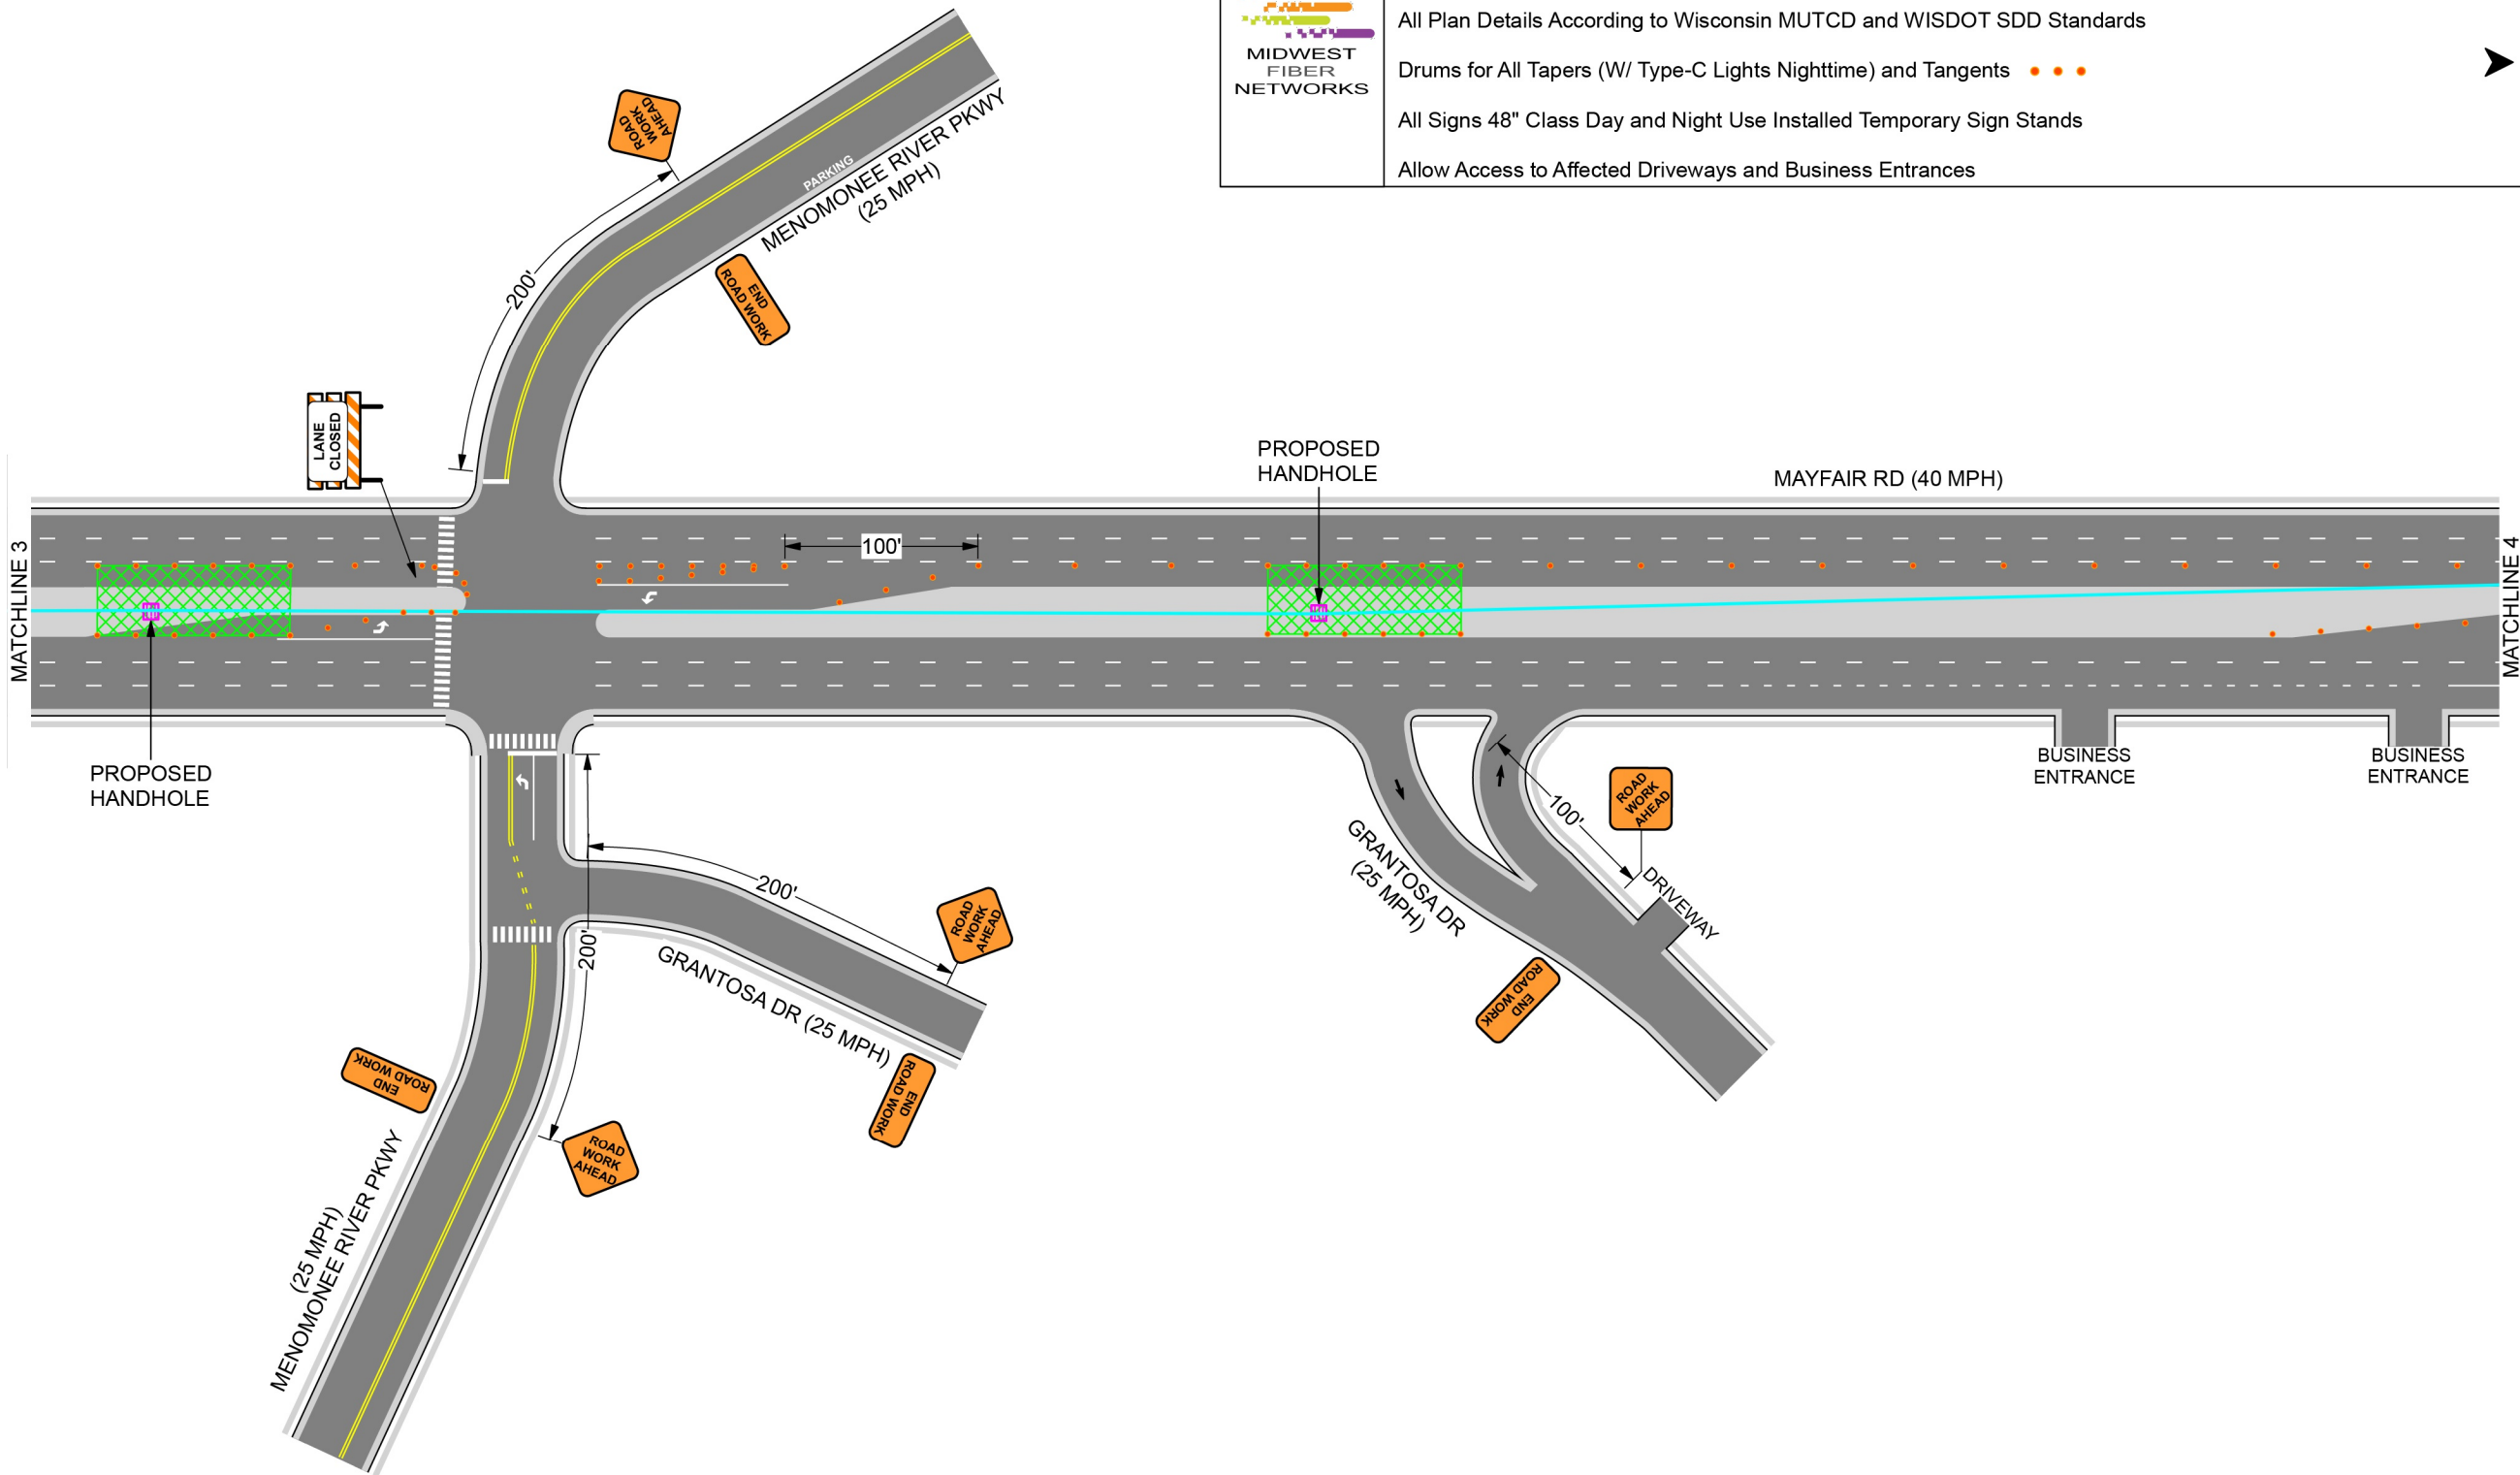 MIDWEST
FIBER
NETWORKS
All Plan Details According to Wisconsin MUTCD and WISDOT SDD Standards
Drums for All Tapers (W/ Type-C Lights Nighttime) and Tangents
All Signs 48" Class Day and Night Use Installed Temporary Sign Stands
Allow Access to Affected Driveways and Business Entrances
ROAD
WORK
AHEAD
PARKING
MENOMONEE RIVER PKWY
(25 MPH)
200'
END
ROAD WORK
LANE
CLOSED
PROPOSED
HANDHOLE
MAYFAIR RD (40 MPH)
MATCHLINE 3
100'
MATCHLINE 4
PROPOSED
HANDHOLE
BUSINESS
ENTRANCE
BUSINESS
ENTRANCE
ROAD
WORK
AHEAD
100'
DRIVEWAY
GRANTOSA DR
(25 MPH)
END
ROAD WORK
200'
ROAD
WORK
AHEAD
200'
GRANTOSA DR (25 MPH)
END
ROAD WORK
END
ROAD WORK
ROAD
WORK
AHEAD
(25 MPH)
MENOMONEE RIVER PKWY